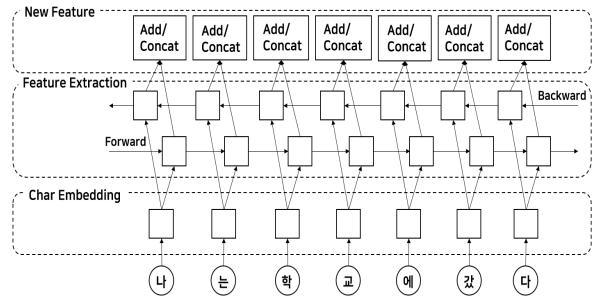 New Feature
Add/ Add/ Add/ Add/ Add/ Add/ Add/
Concat Concat Concat Concat Concat Concat Concat
Feature Extraction
Backward
Forward
Char Embedding
나 는 학 교 에 갔 다